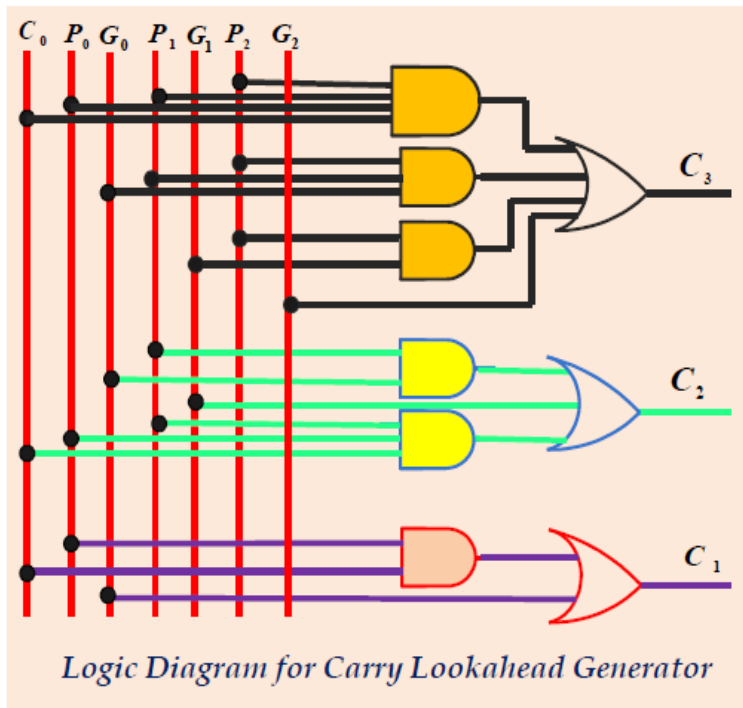 C₀ P₀ G₀ P₁ G₁ P₂ G₂
C₃
C₂
C₁
Logic Diagram for Carry Lookahead Generator